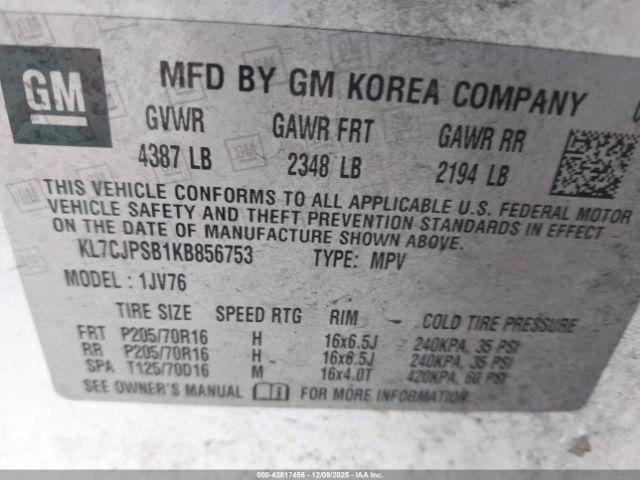 GM
MFD BY GM KOREA COMPANY
GVWR GAWR FRT GAWR RR
4387 LB 2348 LB 2194 LB
THIS VEHICLE CONFORMS TO ALL APPLICABLE U.S. FEDERAL MOTOR
VEHICLE SAFETY AND THEFT PREVENTION STANDARDS IN EFFECT
ON THE DATE OF MANUFACTURE SHOWN ABOVE.
KL7CJPSB1KB856753 TYPE: MPV
MODEL : 1JV76
TIRE SIZE SPEED RTG RIM COLD TIRE PRESSURE
FRT P205/70R16 H 16x6.5J 240KPA, 35 PSI
RR P205/70R16 H 16x6.5J 240KPA, 35 PSI
SPA T125/70D16 M 16x4.0T 420KPA, 60 PSI
SEE OWNER'S MANUAL FOR MORE INFORMATION
000-43817456 - 12/09/2025 - IAAI.COM